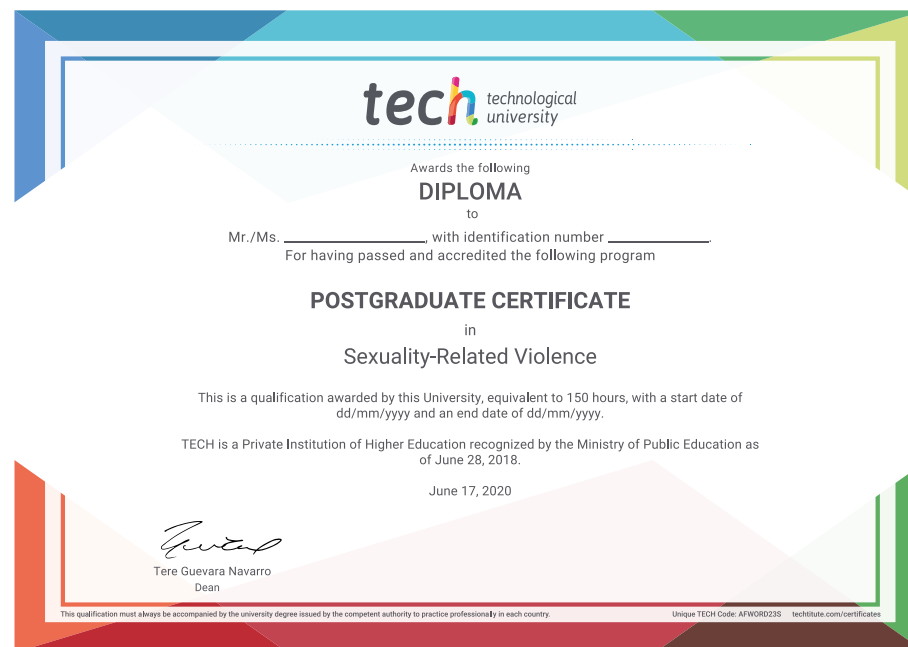 tech technological
university
Awards the following
DIPLOMA
to
Mr./Ms. ____________________, with identification number ______________.
For having passed and accredited the following program
POSTGRADUATE CERTIFICATE
in
Sexuality-Related Violence
This is a qualification awarded by this University, equivalent to 150 hours, with a start date of
dd/mm/yyyy and an end date of dd/mm/yyyy.
TECH is a Private Institution of Higher Education recognized by the Ministry of Public Education as
of June 28, 2018.
June 17, 2020
Tere Guevara Navarro
Dean
This qualification must always be accompanied by the university degree issued by the competent authority to practice professionally in each country. Unique TECH Code: AFWORD23S techtitute.com/certificates